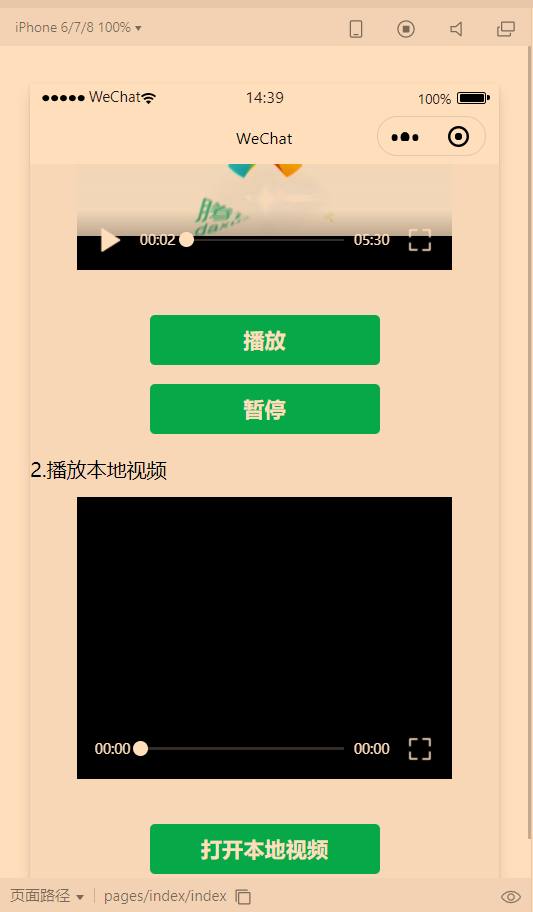 iPhone 6/7/8 100%
WeChat 14:39 100%
WeChat
00:02 05:30
播放
暂停
2.播放本地视频
00:00 00:00
打开本地视频
页面路径 pages/index/index